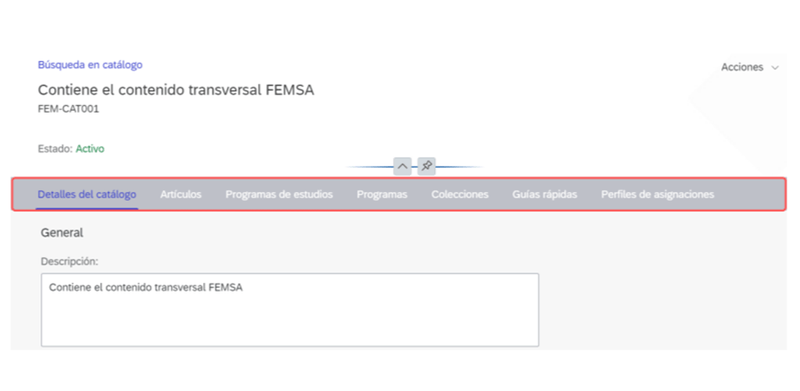 Búsqueda en catálogo
Acciones
Contiene el contenido transversal FEMSA
FEM-CAT001
Estado: Activo
Detalles del catálogo Artículos Programas de estudios Programas Colecciones Guías rápidas Perfiles de asignaciones
General
Descripción:
Contiene el contenido transversal FEMSA